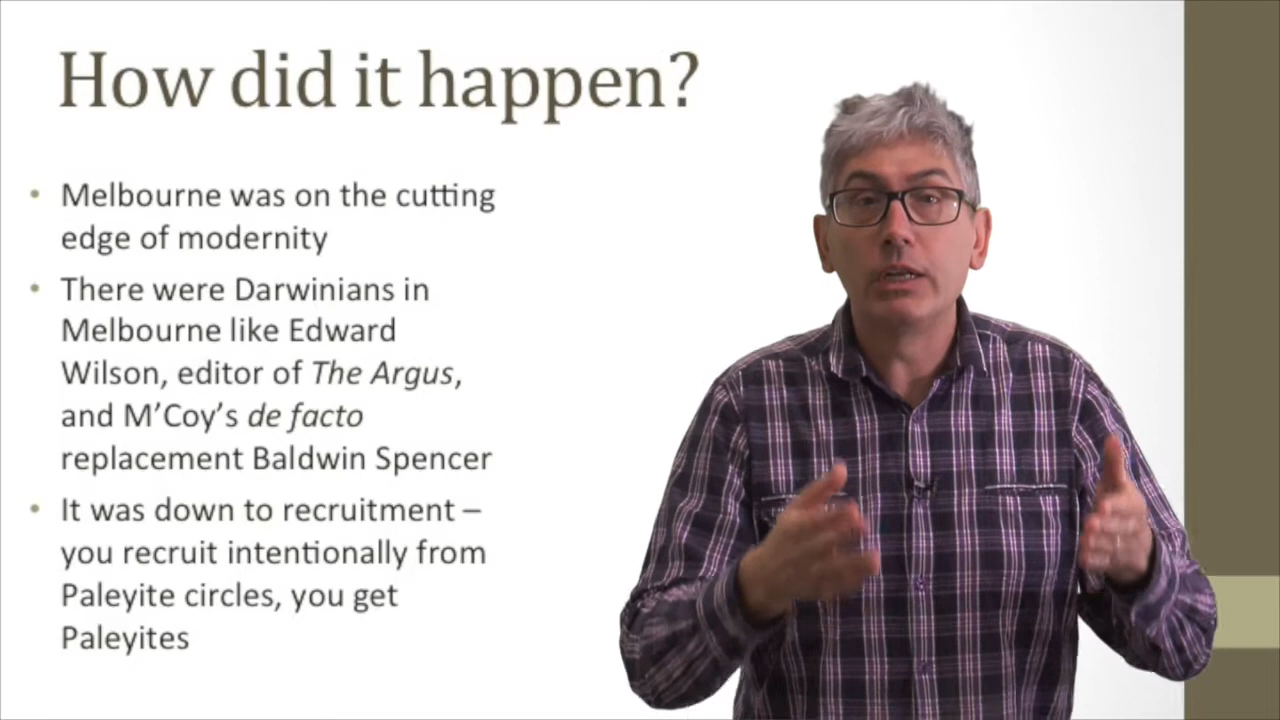 How did it happen?
• Melbourne was on the cutting
edge of modernity
• There were Darwinians in
Melbourne like Edward
Wilson, editor of The Argus,
and M’Coy’s de facto
replacement Baldwin Spencer
• It was down to recruitment –
you recruit intentionally from
Paleyite circles, you get
Paleyites